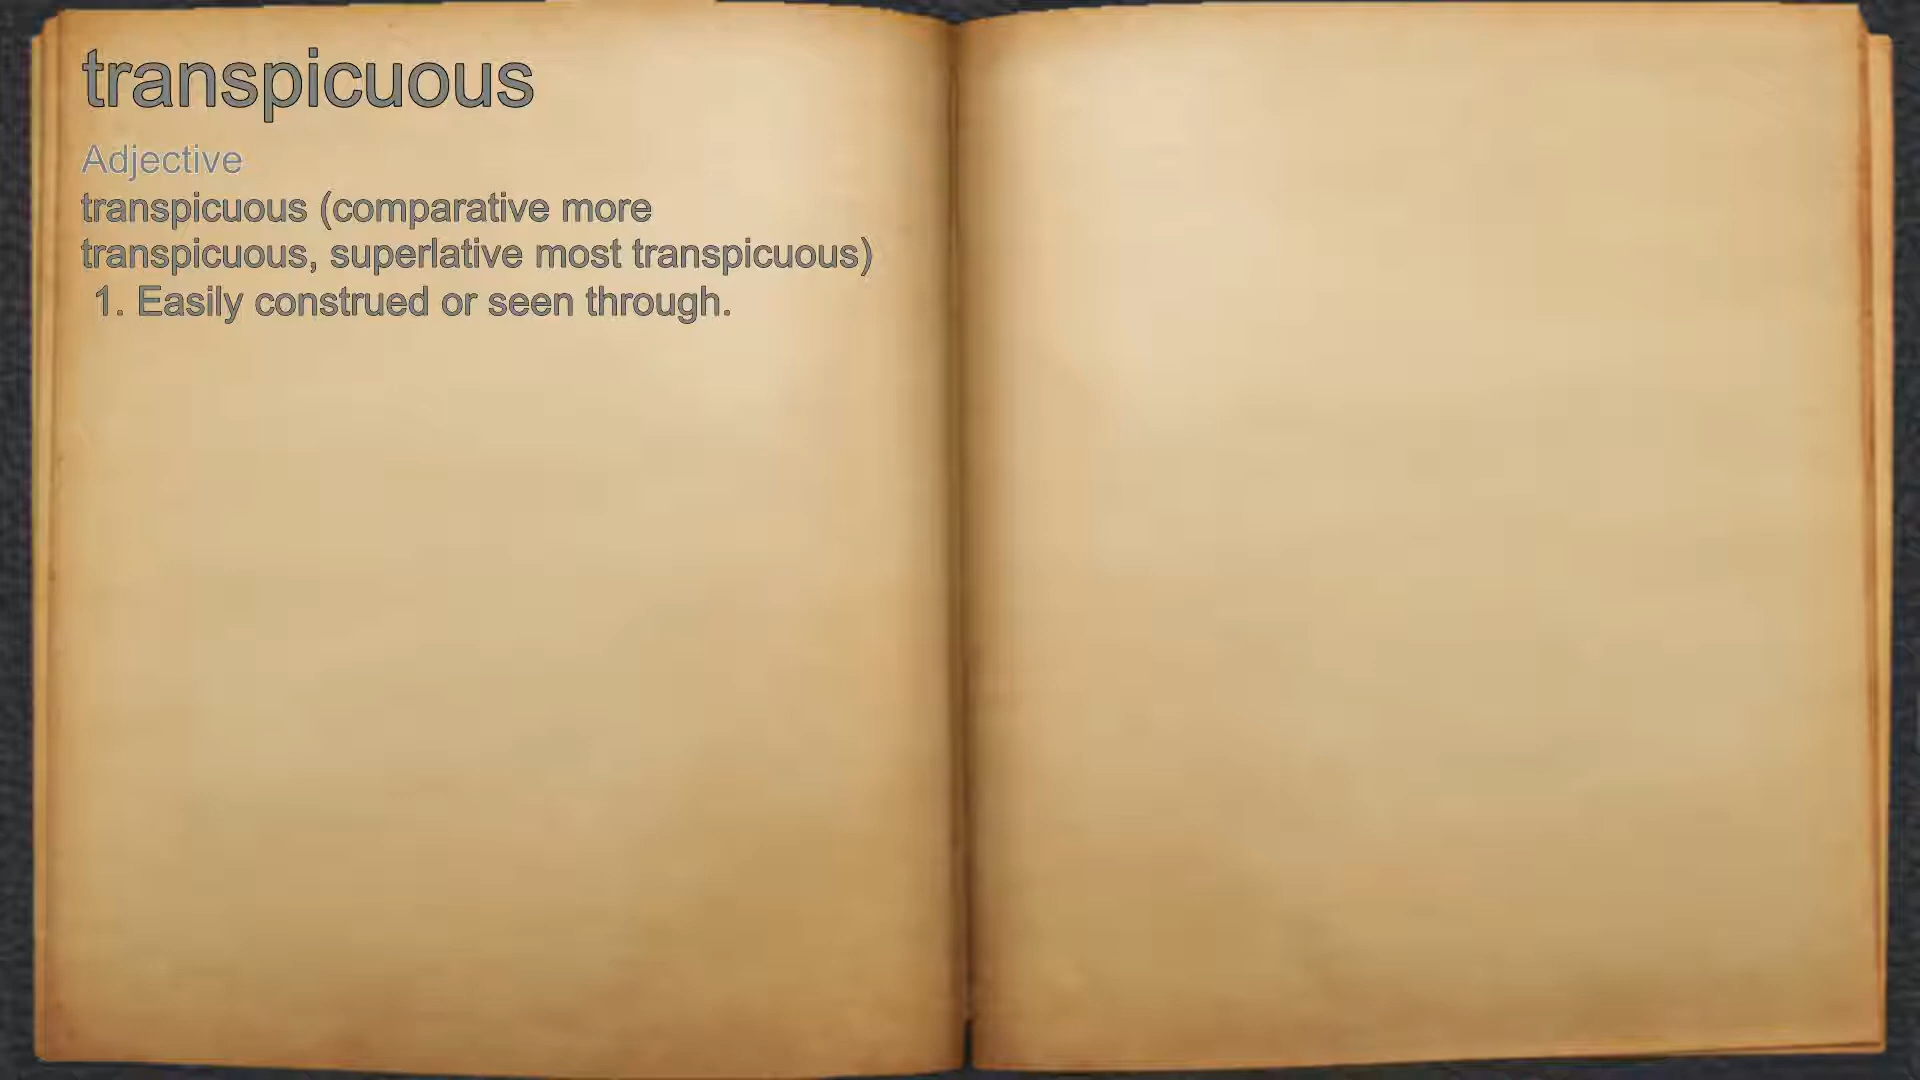 transpicuous
Adjective
transpicuous (comparative more
transpicuous, superlative most transpicuous)
1. Easily construed or seen through.